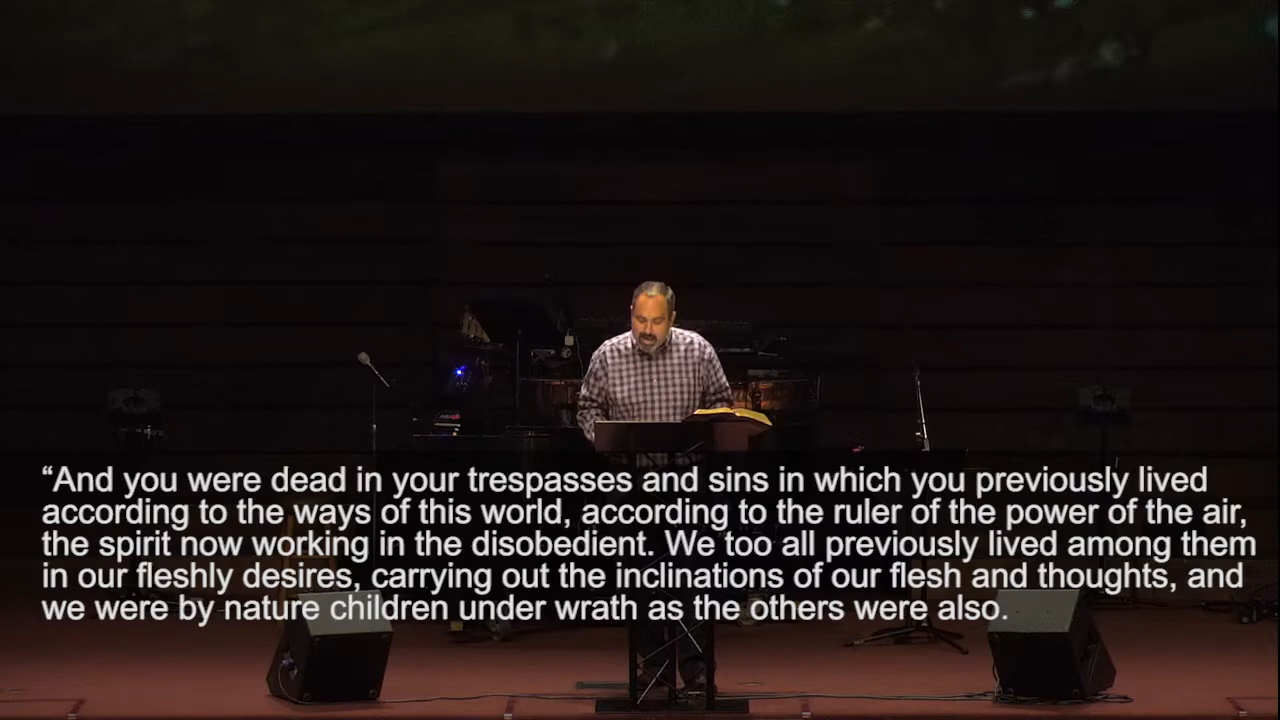 “And you were dead in your trespasses and sins in which you previously lived
according to the ways of this world, according to the ruler of the power of the air,
the spirit now working in the disobedient. We too all previously lived among them
in our fleshly desires, carrying out the inclinations of our flesh and thoughts, and
we were by nature children under wrath as the others were also.